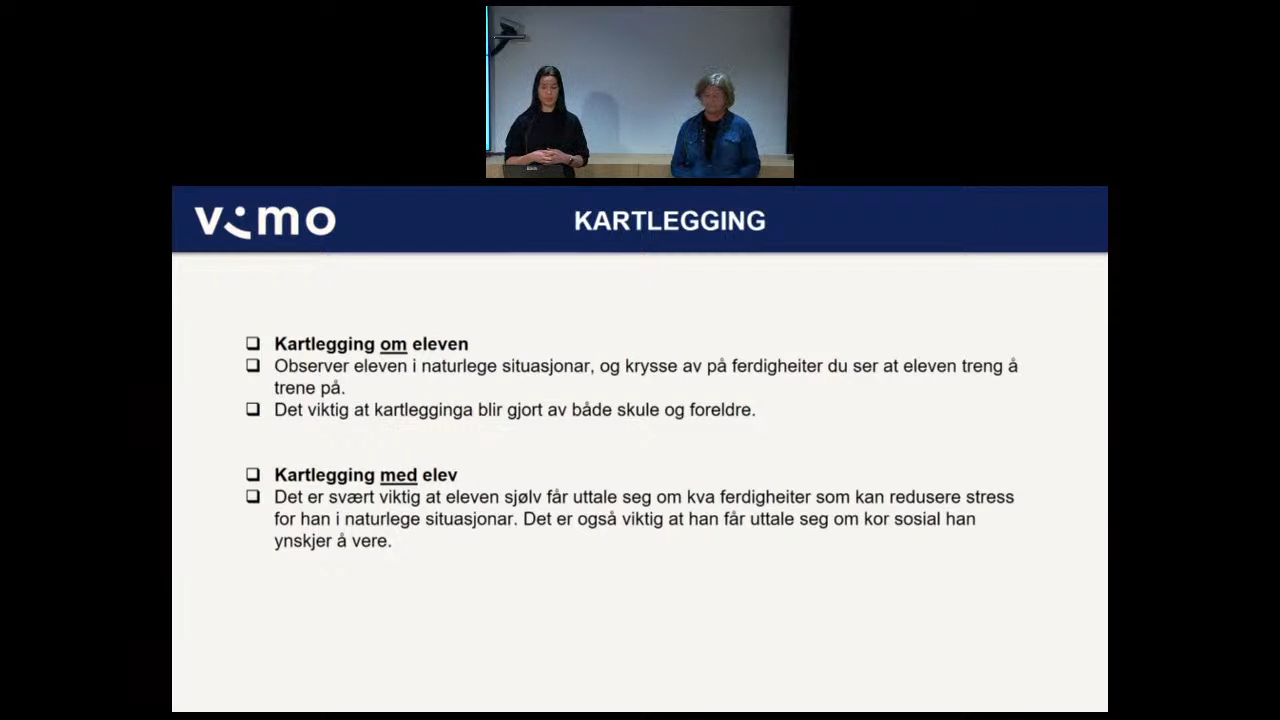 vimo
KARTLEGGING
Kartlegging om eleven
Observer eleven i naturlege situasjonar, og krysse av på ferdigheiter du ser at eleven treng å
trene på.
Det viktig at kartlegginga blir gjort av både skule og foreldre.
Kartlegging med elev
Det er svært viktig at eleven sjølv får uttale seg om kva ferdigheiter som kan redusere stress
for han i naturlege situasjonar. Det er også viktig at han får uttale seg om kor sosial han
ynskjer å vere.